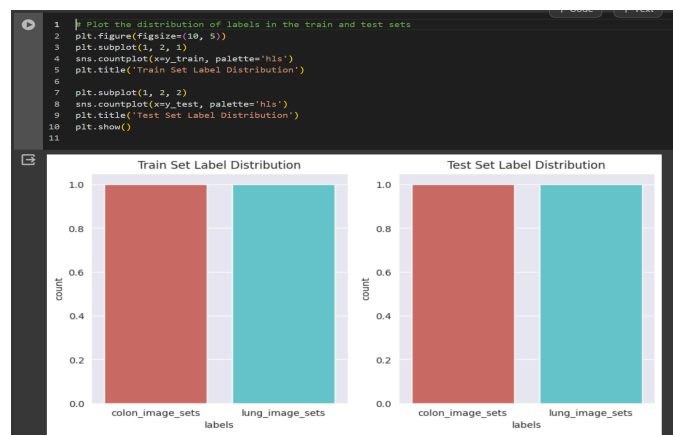 + Code + Text
1 # Plot the distribution of labels in the train and test sets
2 plt.figure(figsize=(10, 5))
3 plt.subplot(1, 2, 1)
4 sns.countplot(x=y_train, palette='hls')
5 plt.title('Train Set Label Distribution')
6
7 plt.subplot(1, 2, 2)
8 sns.countplot(x=y_test, palette='hls')
9 plt.title('Test Set Label Distribution')
10 plt.show()
11
Train Set Label Distribution
1.0
0.8
0.6
0.4
0.2
0.0
count
colon_image_sets lung_image_sets
labels
Test Set Label Distribution
1.0
0.8
0.6
0.4
0.2
0.0
count
colon_image_sets lung_image_sets
labels